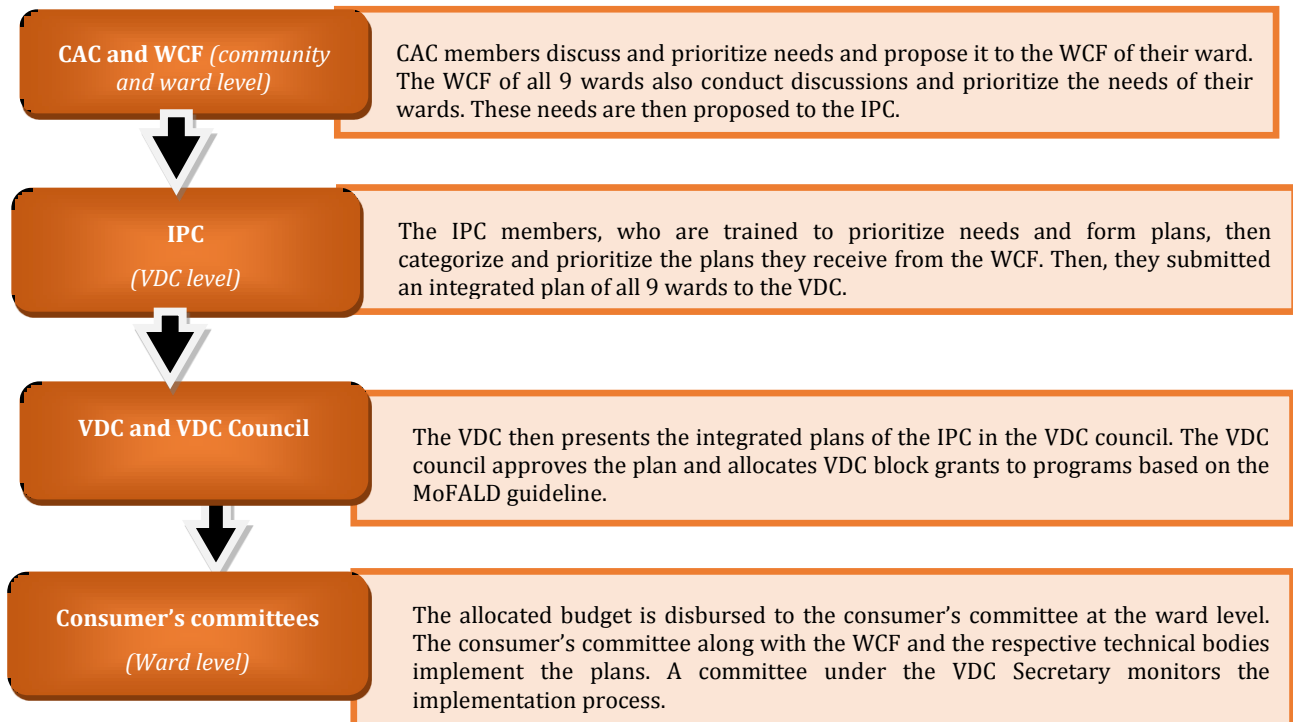 CAC and WCF (community
and ward level)
CAC members discuss and prioritize needs and propose it to the WCF of their ward.
The WCF of all 9 wards also conduct discussions and prioritize the needs of their
wards. These needs are then proposed to the IPC.
IPC
(VDC level)
The IPC members, who are trained to prioritize needs and form plans, then
categorize and prioritize the plans they receive from the WCF. Then, they submitted
an integrated plan of all 9 wards to the VDC.
VDC and VDC Council
The VDC then presents the integrated plans of the IPC in the VDC council. The VDC
council approves the plan and allocates VDC block grants to programs based on the
MoFALD guideline.
Consumer's committees
(Ward level)
The allocated budget is disbursed to the consumer's committee at the ward level.
The consumer's committee along with the WCF and the respective technical bodies
implement the plans. A committee under the VDC Secretary monitors the
implementation process.